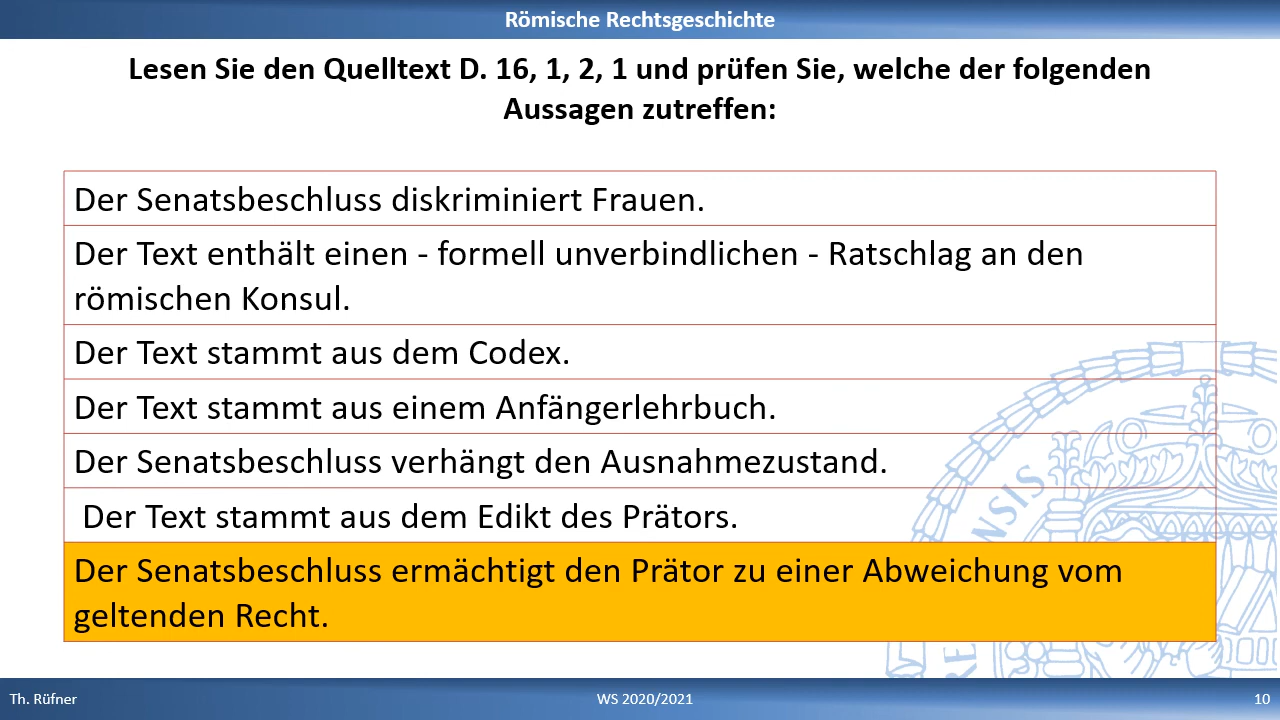 Römische Rechtsgeschichte
Lesen Sie den Quelltext D. 16, 1, 2, 1 und prüfen Sie, welche der folgenden
Aussagen zutreffen:
Der Senatsbeschluss diskriminiert Frauen.
Der Text enthält einen - formell unverbindlichen - Ratschlag an den
römischen Konsul.
Der Text stammt aus dem Codex.
Der Text stammt aus einem Anfängerlehrbuch.
Der Senatsbeschluss verhängt den Ausnahmezustand.
Der Text stammt aus dem Edikt des Prätors.
Der Senatsbeschluss ermächtigt den Prätor zu einer Abweichung vom
geltenden Recht.
ENSIS
Th. Rüfner
WS 2020/2021
10